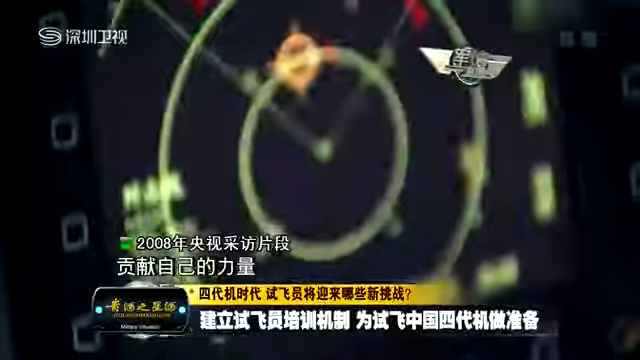 深圳卫视
2008年央视采访片段
贡献自己的力量
四代机时代 试飞员将迎来哪些新挑战?
建立试飞员培训机制 为试飞中国四代机做准备